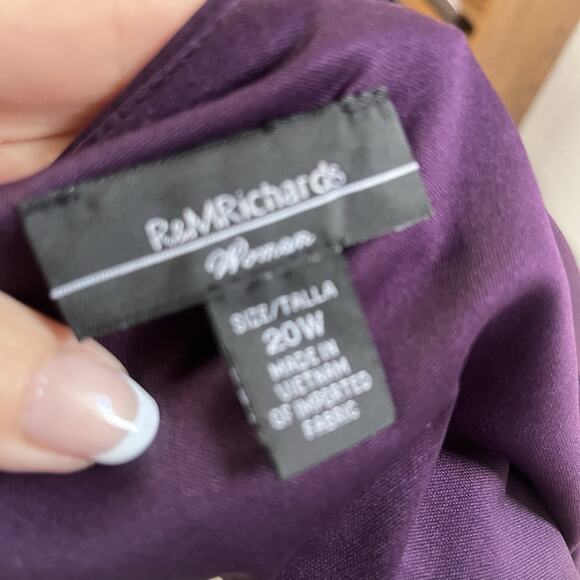 R&MRichards
Woman
SIZE/TALLA
20W
MADE IN
VIETNAM
OF IMPORTED
FABRIC